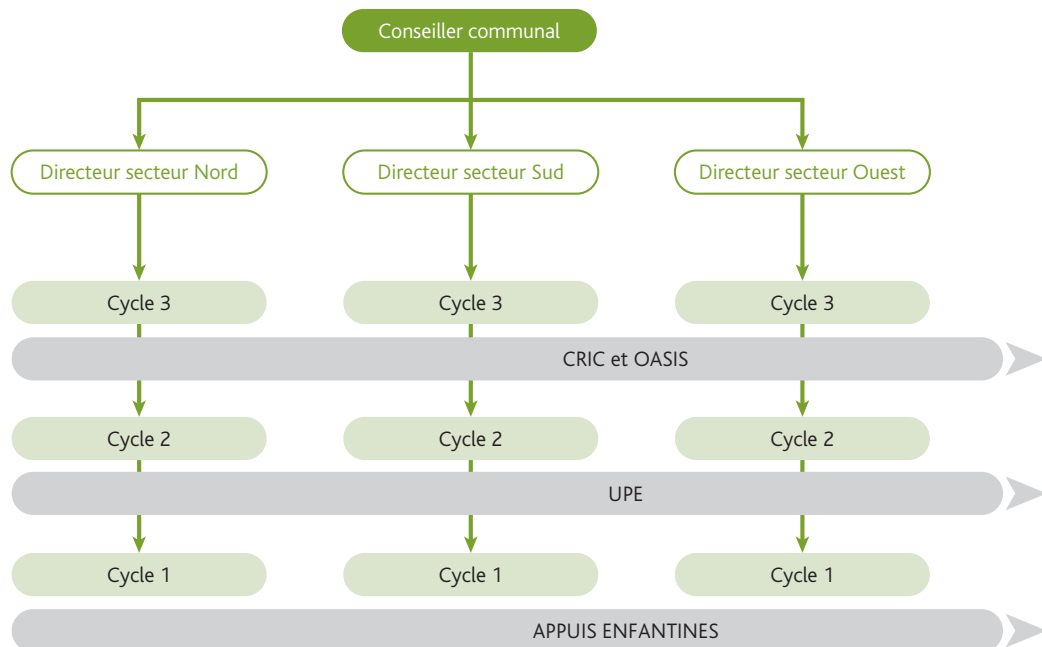 Conseiller communal
Directeur secteur Nord
Directeur secteur Sud
Directeur secteur Ouest
Cycle 3
Cycle 3
Cycle 3
CRIC et OASIS
Cycle 2
Cycle 2
Cycle 2
UPE
Cycle 1
Cycle 1
Cycle 1
APPUIS ENFANTINES